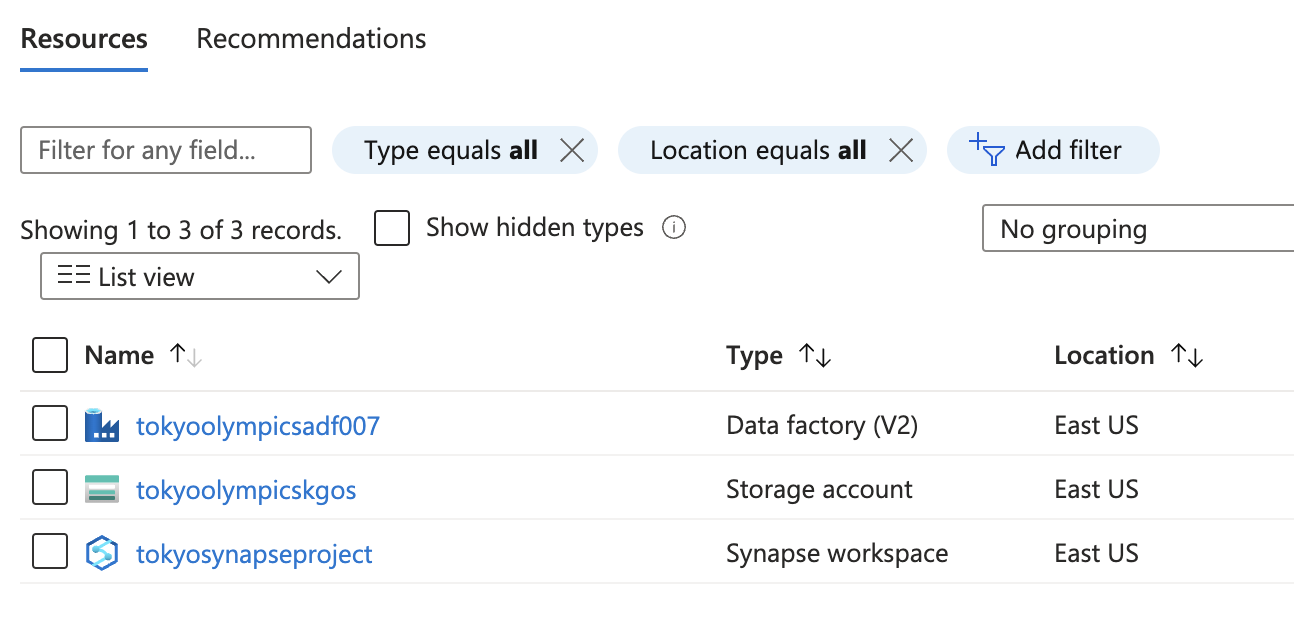 Resources Recommendations
Filter for any field... Type equals all Location equals all Add filter
Showing 1 to 3 of 3 records. Show hidden types No grouping
List view
Name Type Location
tokyoolympicsadf007 Data factory (V2) East US
tokyoolympicskgos Storage account East US
tokyosynapseproject Synapse workspace East US